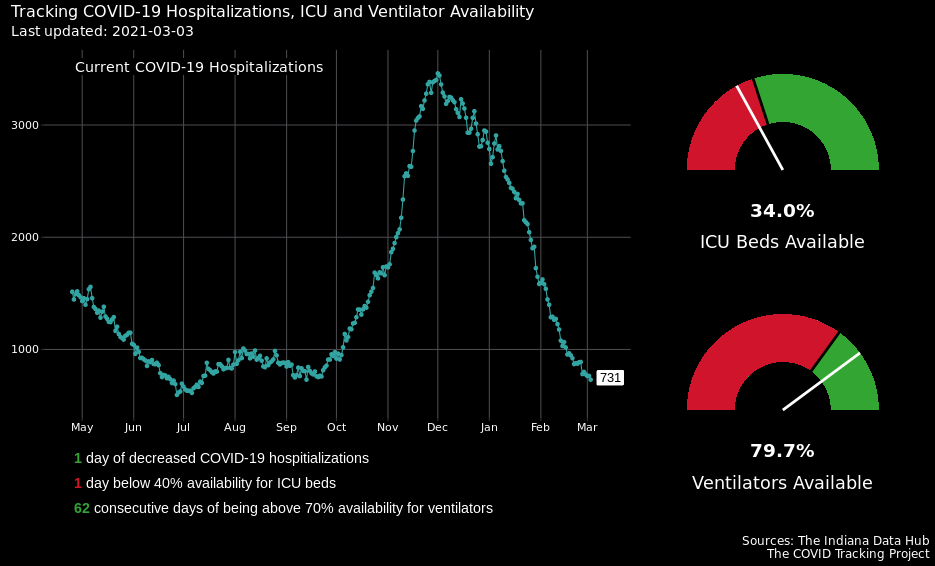 Tracking COVID-19 Hospitalizations, ICU and Ventilator Availability
Last updated: 2021-03-03
Current COVID-19 Hospitalizations
3000
2000
1000
731
May Jun Jul Aug Sep Oct Nov Dec Jan Feb Mar
1 day of decreased COVID-19 hospitializations
1 day below 40% availability for ICU beds
62 consecutive days of being above 70% availability for ventilators
34.0%
ICU Beds Available
79.7%
Ventilators Available
Sources: The Indiana Data Hub
The COVID Tracking Project